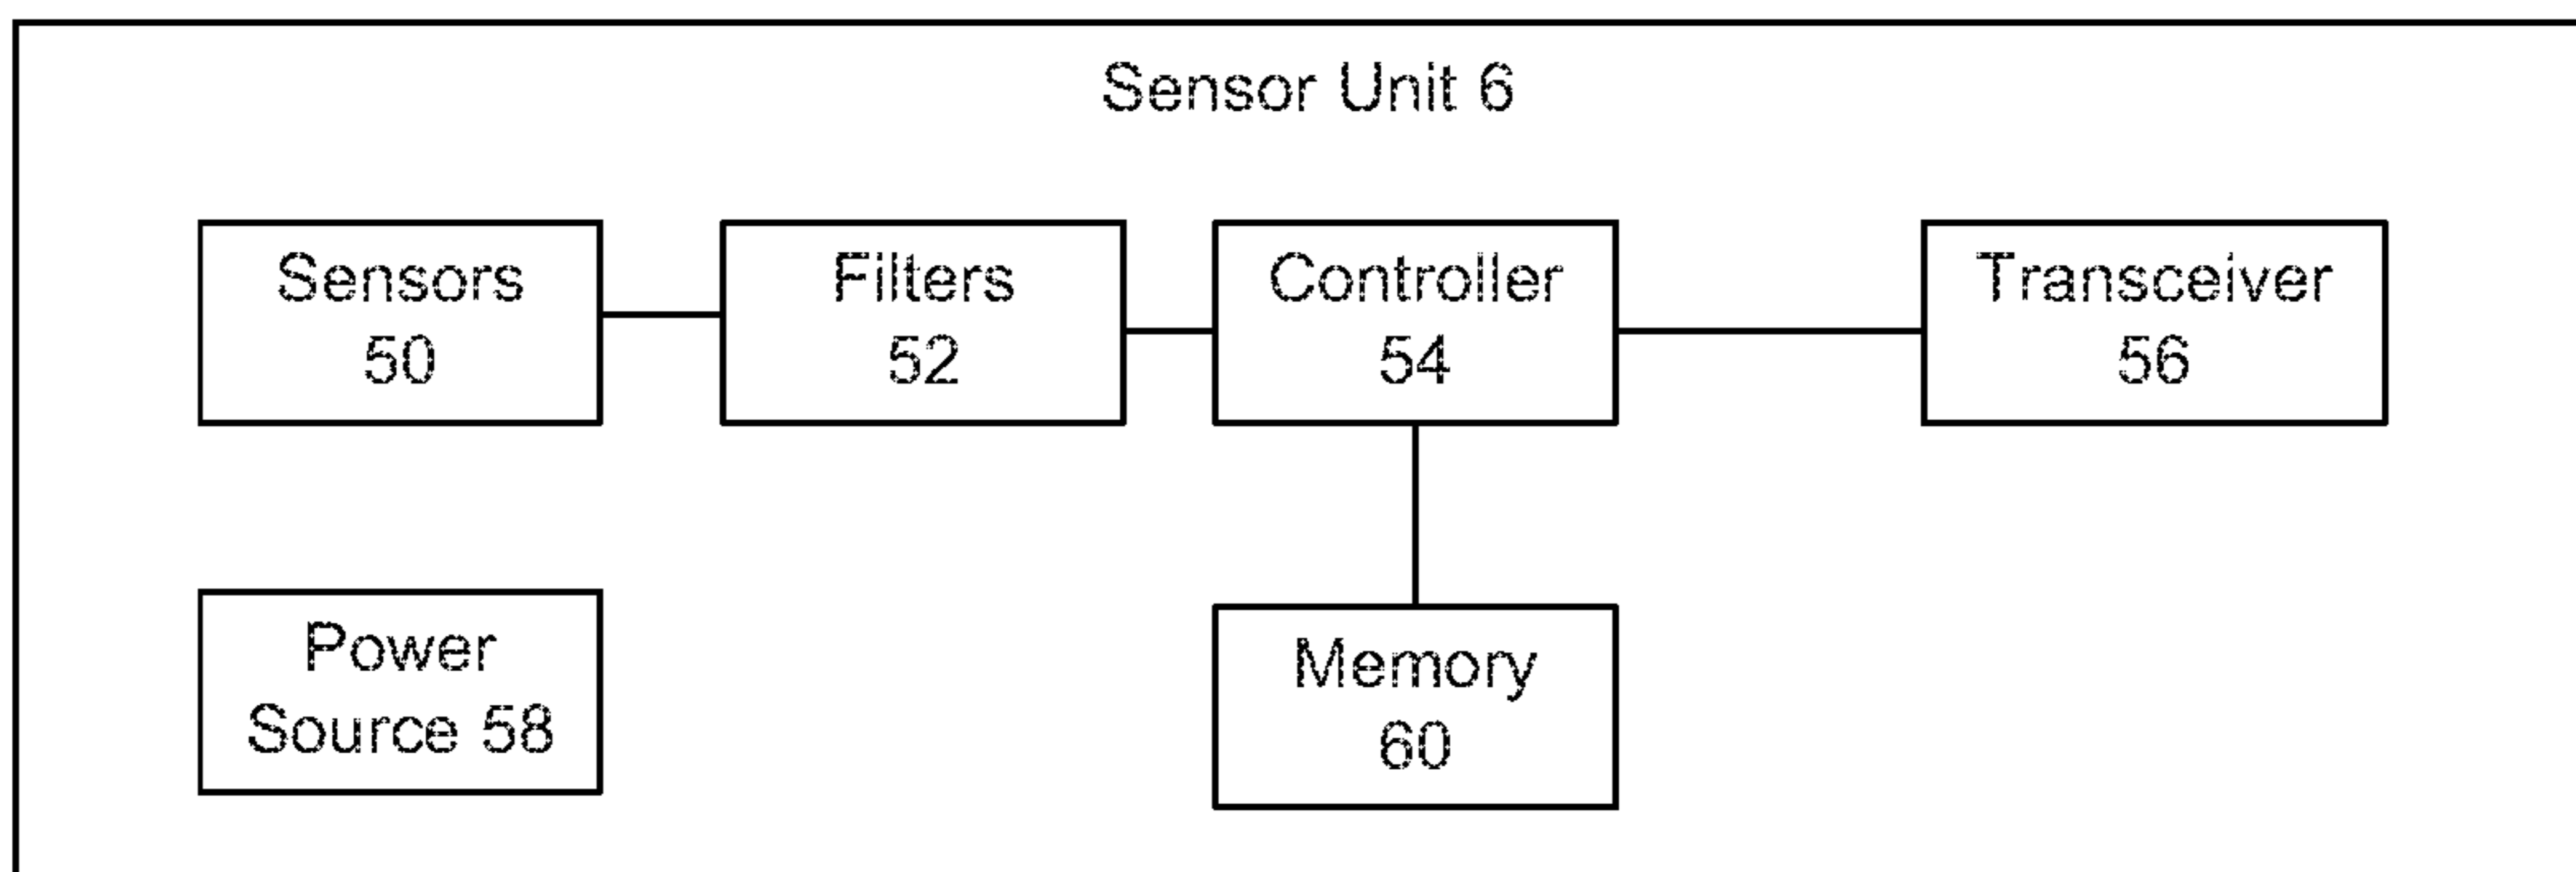 Sensor Unit 6
Sensors
50
Filters
52
Controller
54
Transceiver
56
Power
Source 58
Memory
60